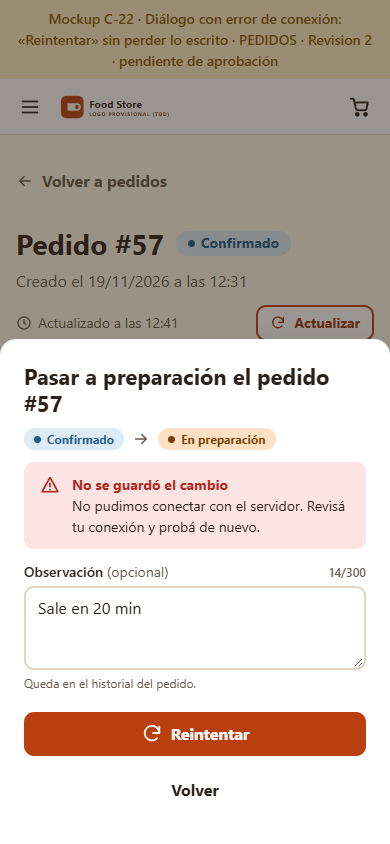 Mockup C-22 · Diálogo con error de conexión:
«Reintentar» sin perder lo escrito · PEDIDOS · Revision 2
· pendiente de aprobación
Food Store
LOGO PROVISIONAL (TBD)
Volver a pedidos
Pedido #57
Confirmado
Creado el 19/11/2026 a las 12:31
Actualizado a las 12:41
Actualizar
Pasar a preparación el pedido
#57
Confirmado
En preparación
No se guardó el cambio
No pudimos conectar con el servidor. Revisá
tu conexión y probá de nuevo.
Observación (opcional)
14/300
Sale en 20 min
Queda en el historial del pedido.
Reintentar
Volver